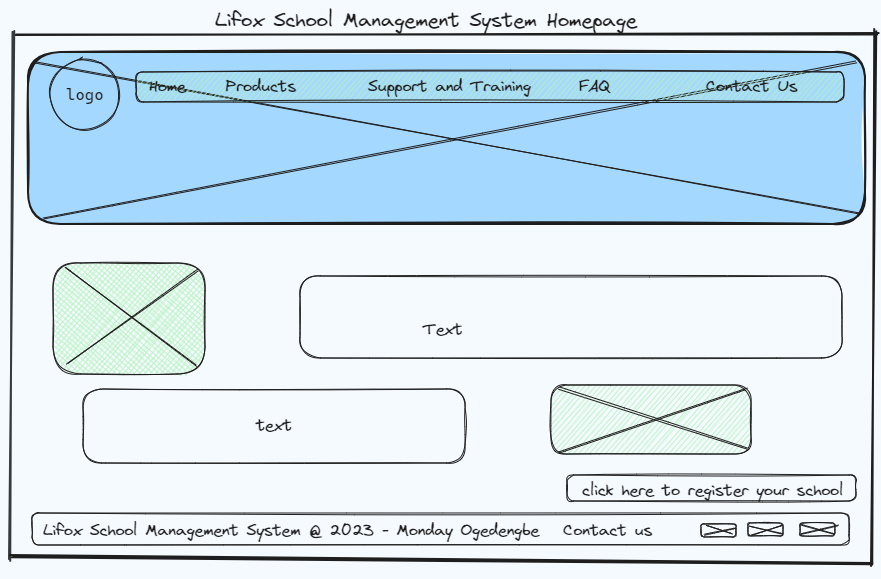 Lifox School Management System Homepage
logo
Home Products Support and Training FAQ Contact Us
Text
text
click here to register your school
Lifox School Management System @ 2023 - Monday Ogedengbe Contact us